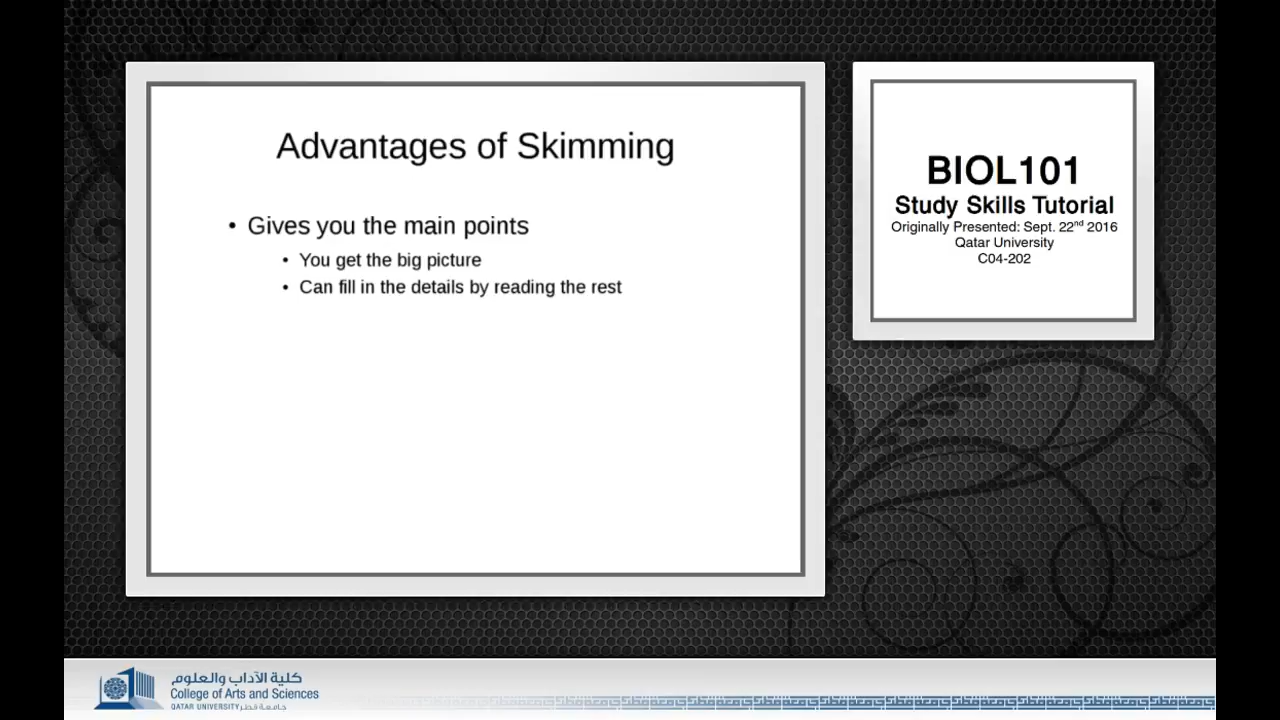 Advantages of Skimming
• Gives you the main points
• You get the big picture
• Can fill in the details by reading the rest
BIOL101
Study Skills Tutorial
Originally Presented: Sept. 22nd 2016
Qatar University
C04-202
كلية الآداب والعلوم
College of Arts and Sciences
QATAR UNIVERSITY جامعة قطر